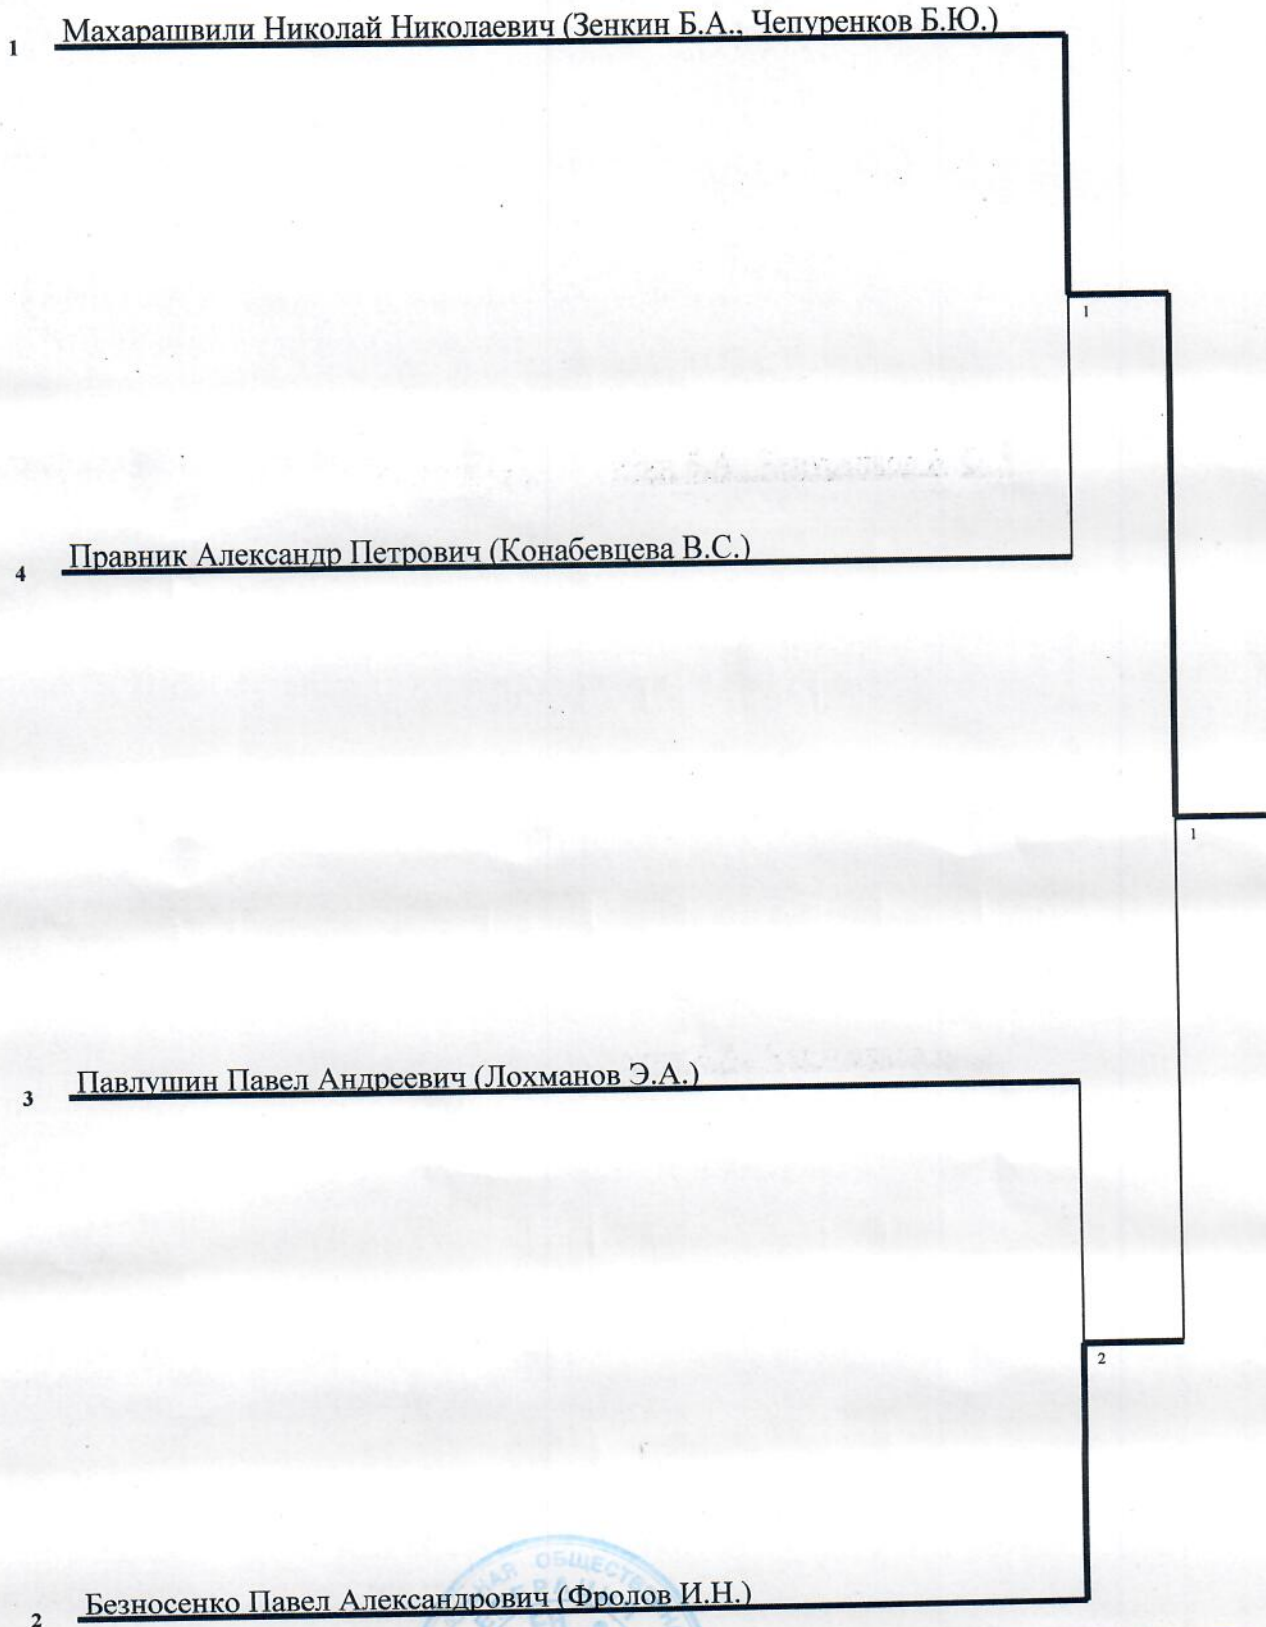 Махарашвили Николай Николаевич (Зенкин Б.А., Чепуренков Б.Ю.)
1
1
Правник Александр Петрович (Конабевцева В.С.)
4
1
Павлушин Павел Андреевич (Лохманов Э.А.)
3
2
ОБЩЕСТВЕН
Безносенко Павел Александрович (Фролов И.Н.)
2